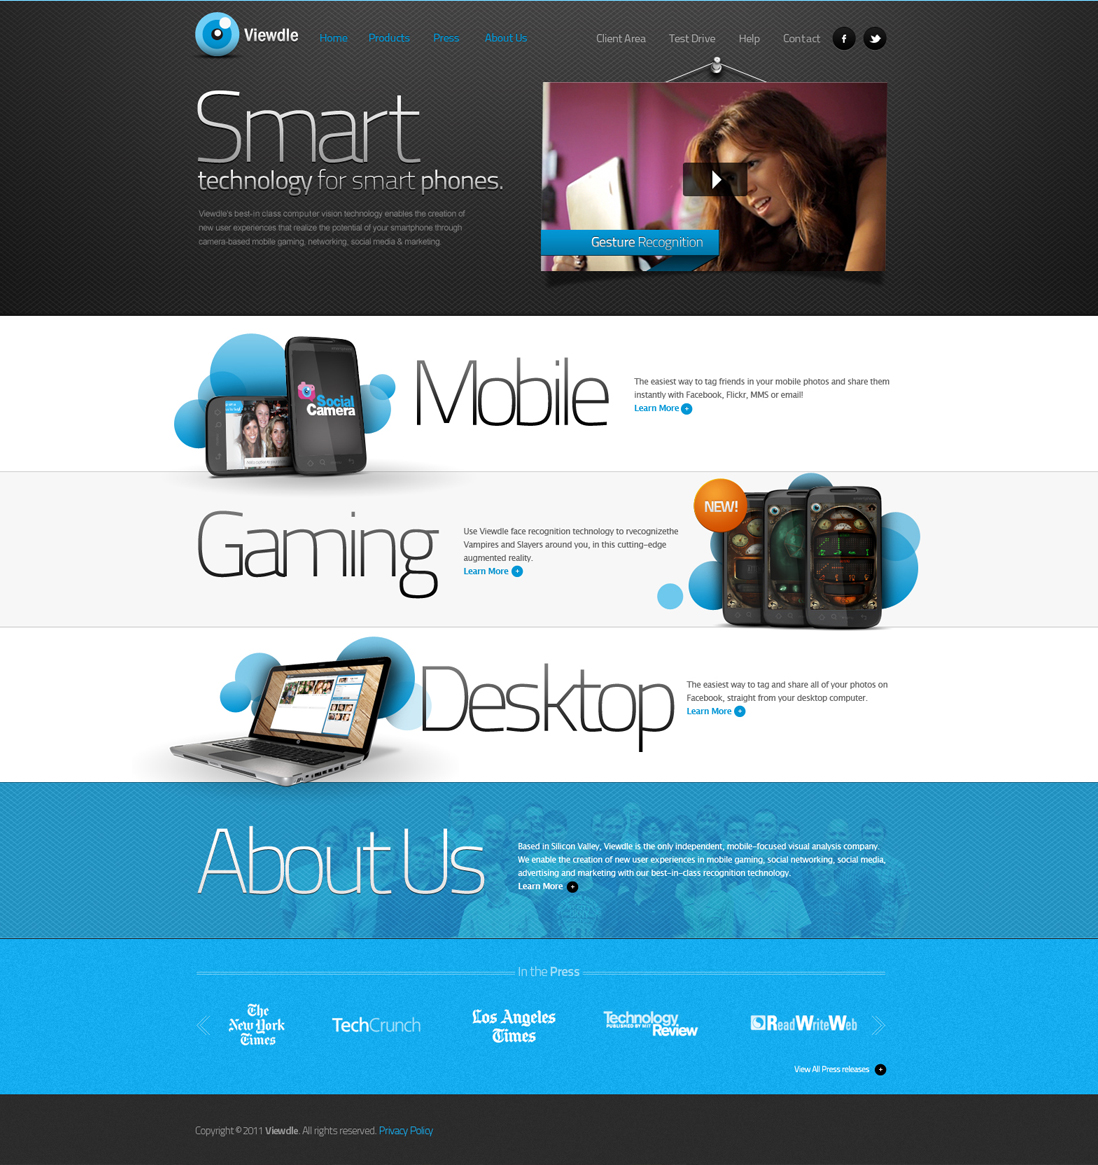 Viewdle
Home Products Press About Us
Client Area Test Drive Help Contact
Smart
technology for smart phones.
Viewdle's best-in class computer vision technology enables the creation of
new user experiences that realize the potential of your smartphone through
camera-based mobile gaming, networking, social media & marketing.
Gesture Recognition
Social
Camera
Mobile
The easiest way to tag friends in your mobile photos and share them
instantly with Facebook, Flickr, MMS or email!
Learn More
Gaming
Use Viewdle face recognition technology to rvecognizethe
Vampires and Slayers around you, in this cutting-edge
augmented reality.
Learn More
NEW!
Desktop
The easiest way to tag and share all of your photos on
Facebook, straight from your desktop computer.
Learn More
About Us
Based in Silicon Valley, Viewdle is the only independent, mobile-focused visual analysis company.
We enable the creation of new user experiences in mobile gaming, social networking, social media,
advertising and marketing with our best-in-class recognition technology.
Learn More
In the Press
The
New York
Times
TechCrunch
Los Angeles
Times
Technology
PUBLISHED BY MIT Review
ReadWriteWeb
View All Press releases
Copyright © 2011 Viewdle. All rights reserved. Privacy Policy